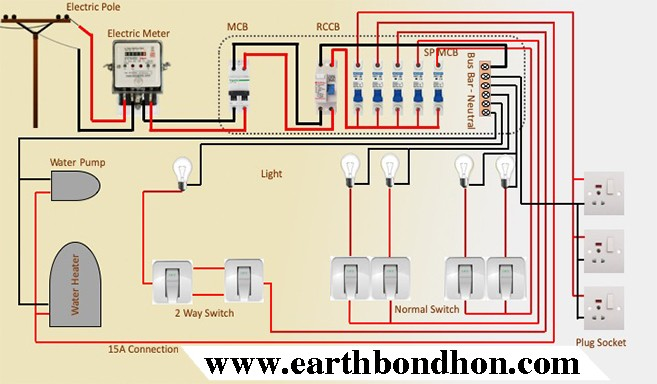 Electric Pole
Electric Meter
MCB
RCCB
SP MCB
Bus Bar - Neutral
Water Pump
Light
Water Heater
2 Way Switch
Normal Switch
Plug Socket
15A Connection
www.earthbondhon.com